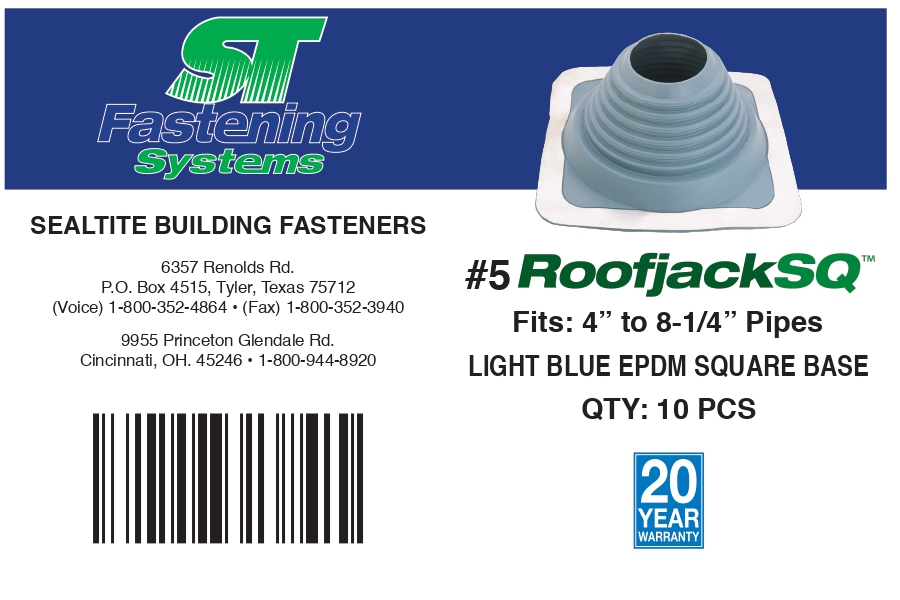 ST
Fastening
Systems
SEALTITE BUILDING FASTENERS
6357 Renolds Rd.
P.O. Box 4515, Tyler, Texas 75712
(Voice) 1-800-352-4864 • (Fax) 1-800-352-3940
9955 Princeton Glendale Rd.
Cincinnati, OH. 45246 • 1-800-944-8920
#5 RoofjackSQ™
Fits: 4” to 8-1/4” Pipes
LIGHT BLUE EPDM SQUARE BASE
QTY: 10 PCS
20
YEAR
WARRANTY